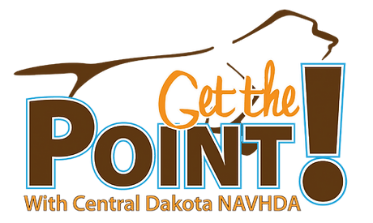 Get the
POINT!
With Central Dakota NAVHDA